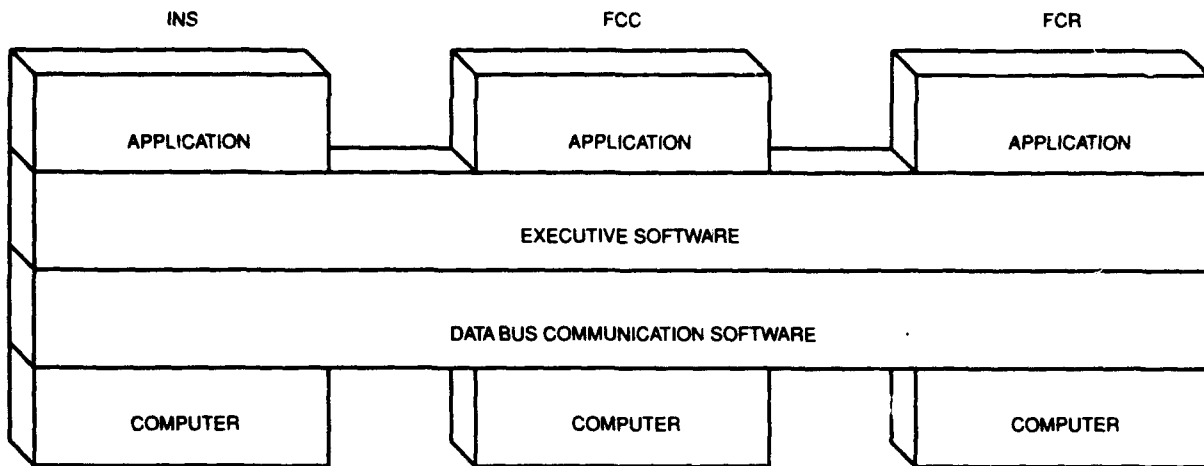 INS FCC FCR
APPLICATION APPLICATION APPLICATION
EXECUTIVE SOFTWARE
DATA BUS COMMUNICATION SOFTWARE
COMPUTER COMPUTER COMPUTER